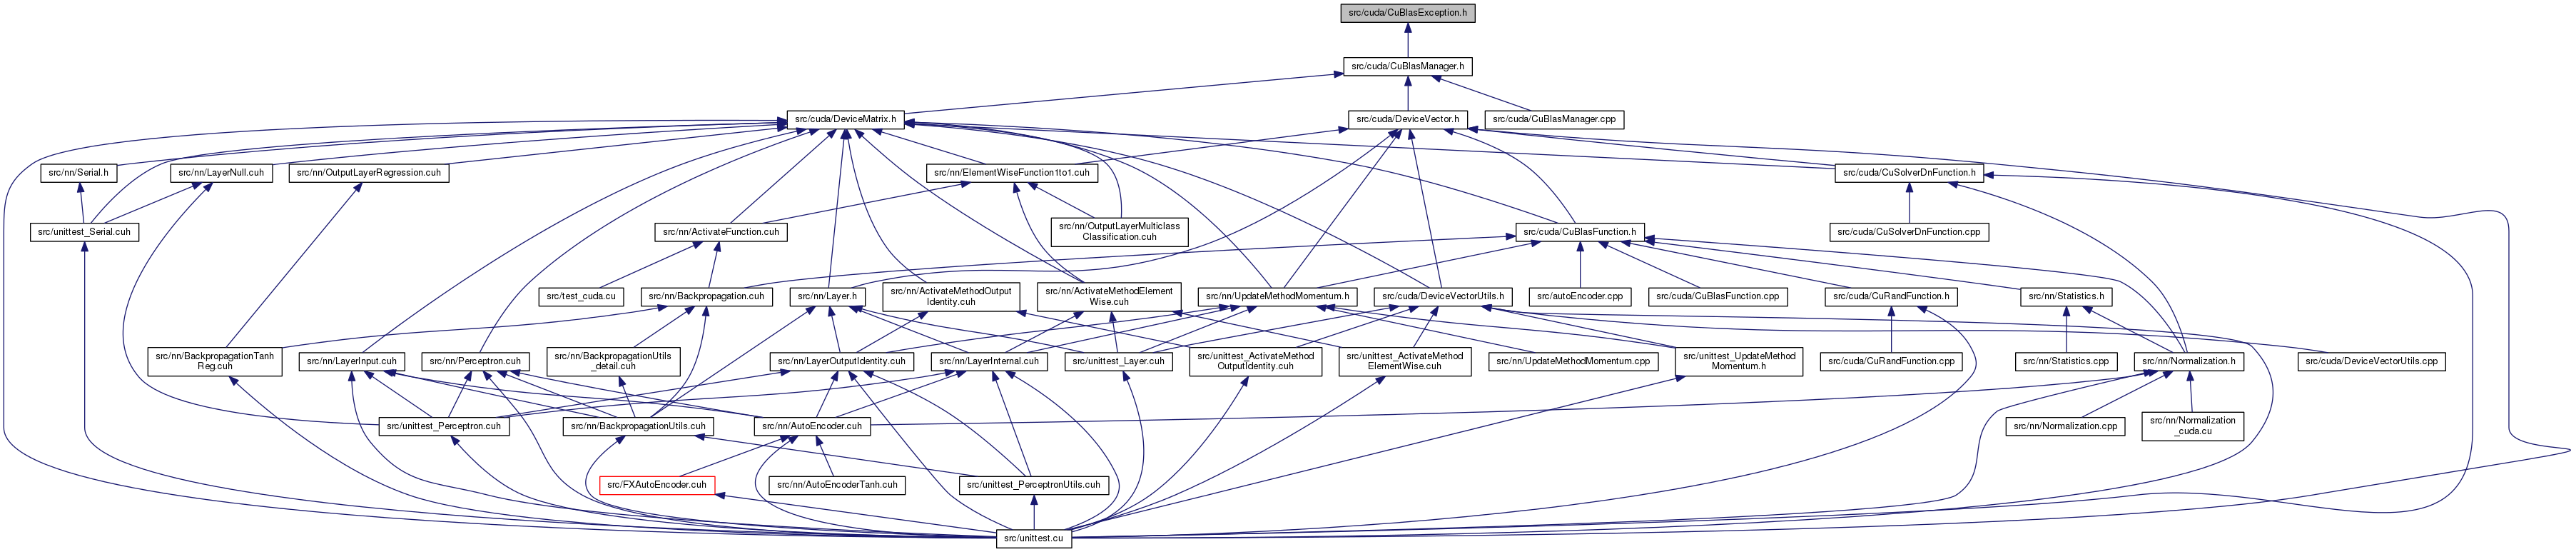 src/cuda/CuBlasException.h
src/cuda/CuBlasManager.h
src/cuda/DeviceMatrix.h
src/cuda/DeviceVector.h
src/cuda/CuBlasManager.cpp
src/nn/Serial.h
src/nn/LayerNull.cuh
src/nn/OutputLayerRegression.cuh
src/nn/ElementWiseFunction1to1.cuh
src/cuda/CuSolverDnFunction.h
src/unittest_Serial.cuh
src/nn/ActivateFunction.cuh
src/nn/OutputLayerMulticlass
Classification.cuh
src/cuda/CuBlasFunction.h
src/cuda/CuSolverDnFunction.cpp
src/test_cuda.cu
src/nn/Backpropagation.cuh
src/nn/Layer.h
src/nn/ActivateMethodOutput
Identity.cuh
src/nn/ActivateMethodElement
Wise.cuh
src/nn/UpdateMethodMomentum.h
src/cuda/DeviceVectorUtils.h
src/autoEncoder.cpp
src/cuda/CuBlasFunction.cpp
src/cuda/CuRandFunction.h
src/nn/Statistics.h
src/nn/BackpropagationTanh
Reg.cuh
src/nn/LayerInput.cuh
src/nn/Perceptron.cuh
src/nn/BackpropagationUtils
_detail.cuh
src/nn/LayerOutputIdentity.cuh
src/nn/LayerInternal.cuh
src/unittest_Layer.cuh
src/unittest_ActivateMethod
OutputIdentity.cuh
src/unittest_ActivateMethod
ElementWise.cuh
src/nn/UpdateMethodMomentum.cpp
src/unittest_UpdateMethod
Momentum.h
src/cuda/CuRandFunction.cpp
src/nn/Statistics.cpp
src/nn/Normalization.h
src/cuda/DeviceVectorUtils.cpp
src/unittest_Perceptron.cuh
src/nn/BackpropagationUtils.cuh
src/nn/AutoEncoder.cuh
src/nn/Normalization.cpp
src/nn/Normalization
_cuda.cu
src/FXAutoEncoder.cuh
src/nn/AutoEncoderTanh.cuh
src/unittest_PerceptronUtils.cuh
src/unittest.cu